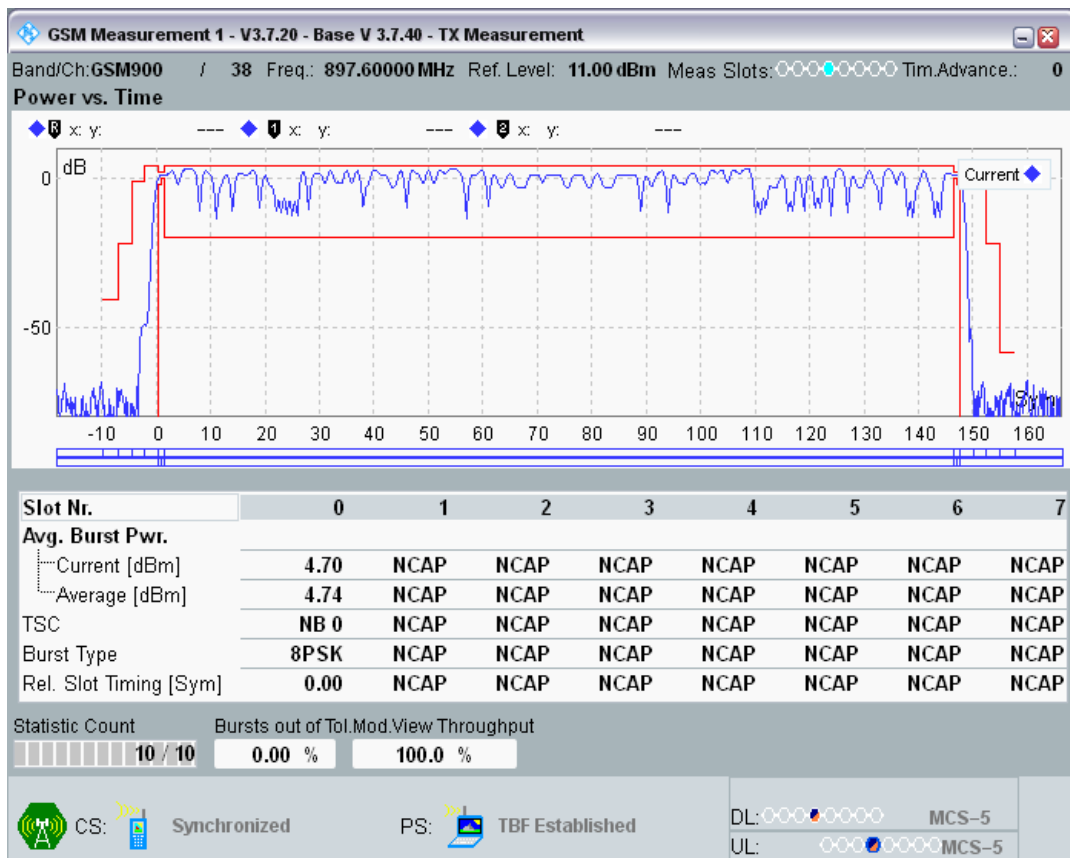 GSM Measurement 1 - V3.7.20 - Base V 3.7.40 - TX Measurement
Band/Ch:GSM900 / 38 Freq.: 897.60000 MHz Ref. Level: 11.00 dBm Meas Slots: Tim.Advance.: 0
Power vs. Time
R x: y: --- 1 x: y: --- 2 x: y: ---
dB
Current
0
-50
Sym
-10 0 10 20 30 40 50 60 70 80 90 100 110 120 130 140 150 160
Slot Nr. 0 1 2 3 4 5 6 7
Avg. Burst Pwr.
Current [dBm] 4.70 NCAP NCAP NCAP NCAP NCAP NCAP NCAP
Average [dBm] 4.74 NCAP NCAP NCAP NCAP NCAP NCAP NCAP
TSC NB 0 NCAP NCAP NCAP NCAP NCAP NCAP NCAP
Burst Type 8PSK NCAP NCAP NCAP NCAP NCAP NCAP NCAP
Rel. Slot Timing [Sym] 0.00 NCAP NCAP NCAP NCAP NCAP NCAP NCAP
Statistic Count Bursts out of Tol. Mod.View Throughput
10 / 10 0.00 % 100.0 %
CS: Synchronized PS: TBF Established
DL: MCS-5
UL: MCS-5